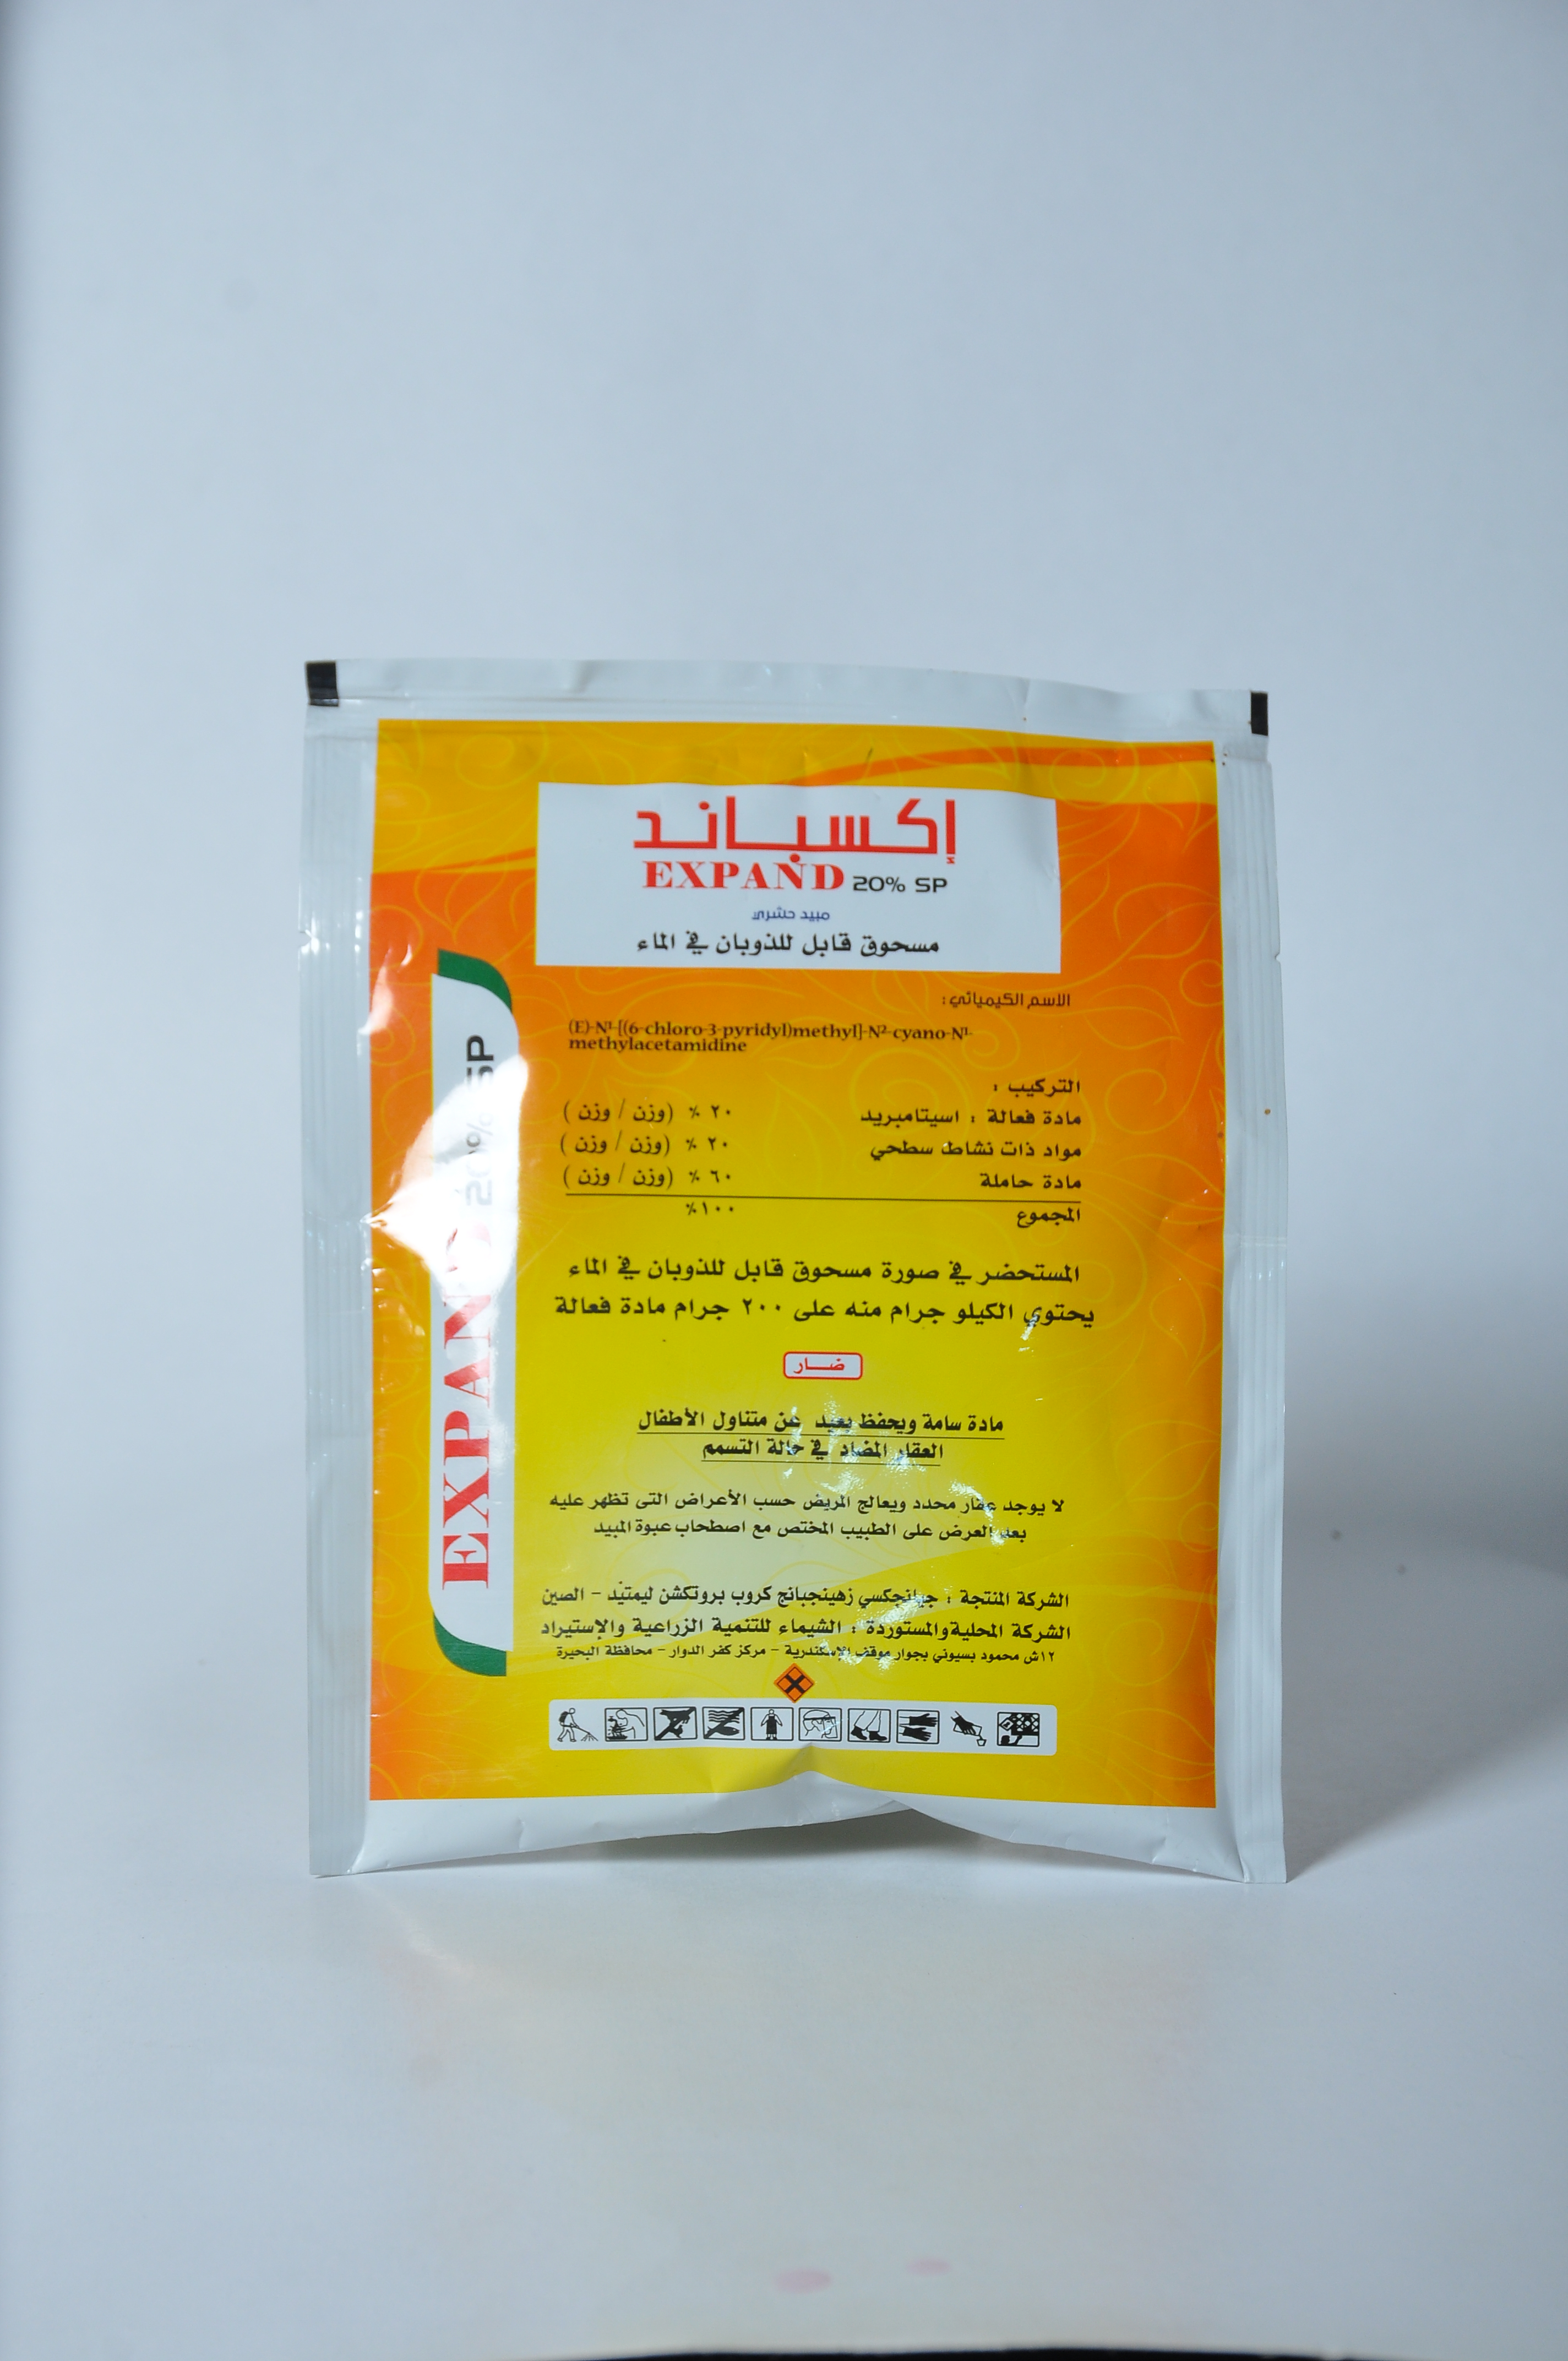 إكسباند
EXPAND 20% SP
مبيد حشرى
مسحوق قابل للذوبان في الماء
الاسم الكيميائي :
(E)-N¹-[(6-chloro-3-pyridyl)methyl]-N²-cyano-N¹-
methylacetamidine
التركيب :
مادة فعالة : اسيتامبريد ٢٠ % (وزن / وزن )
مواد ذات نشاط سطحي ٢٠ % (وزن / وزن )
مادة حاملة ٦٠ % (وزن / وزن )
المجموع ١٠٠%
المستحضر في صورة مسحوق قابل للذوبان في الماء
يحتوي الكيلو جرام منه على ٢٠٠ جرام مادة فعالة
ضار
مادة سامة ويحفظ بعيد عن متناول الأطفال
العقار المضاد في حالة التسمم
لا يوجد عقار محدد ويعالج المريض حسب الأعراض التى تظهر عليه
بعد العرض على الطبيب المختص مع اصطحاب عبوة المبيد
الشركة المنتجة : جيانجكسي زهينجبانج كروب بروتكشن ليمتيد - الصين
الشركة المحلية والمستوردة : الشيماء للتنمية الزراعية والإستيراد
١٢ش محمود بسيوني بجوار موقف الاسكندرية - مركز كفر الدوار - محافظة البحيرة
EXPAND 20% SP